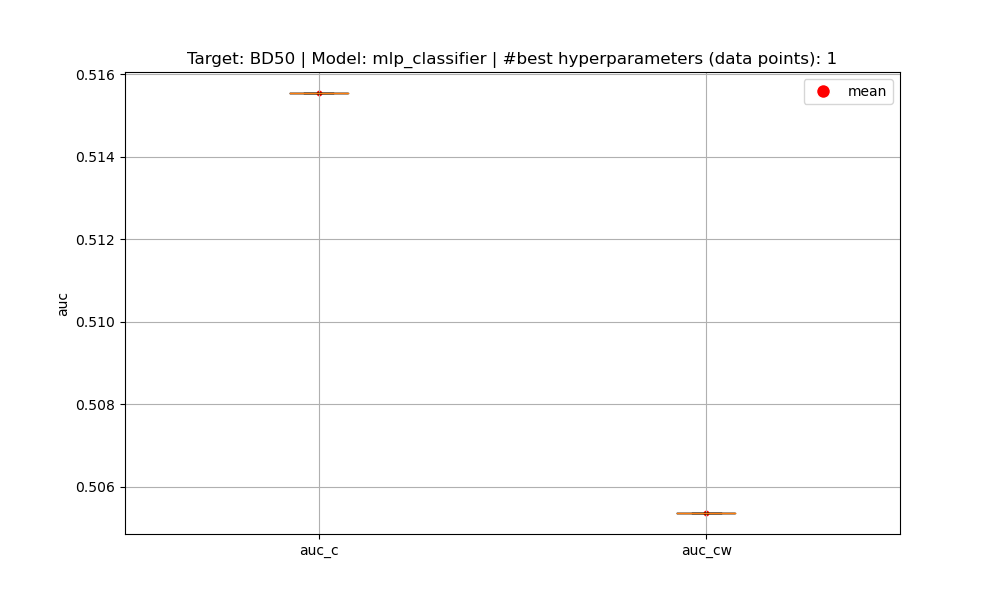 Target: BD50 | Model: mlp_classifier | #best hyperparameters (data points): 1
mean
0.516
0.514
0.512
0.510
0.508
0.506
auc
auc_c
auc_cw